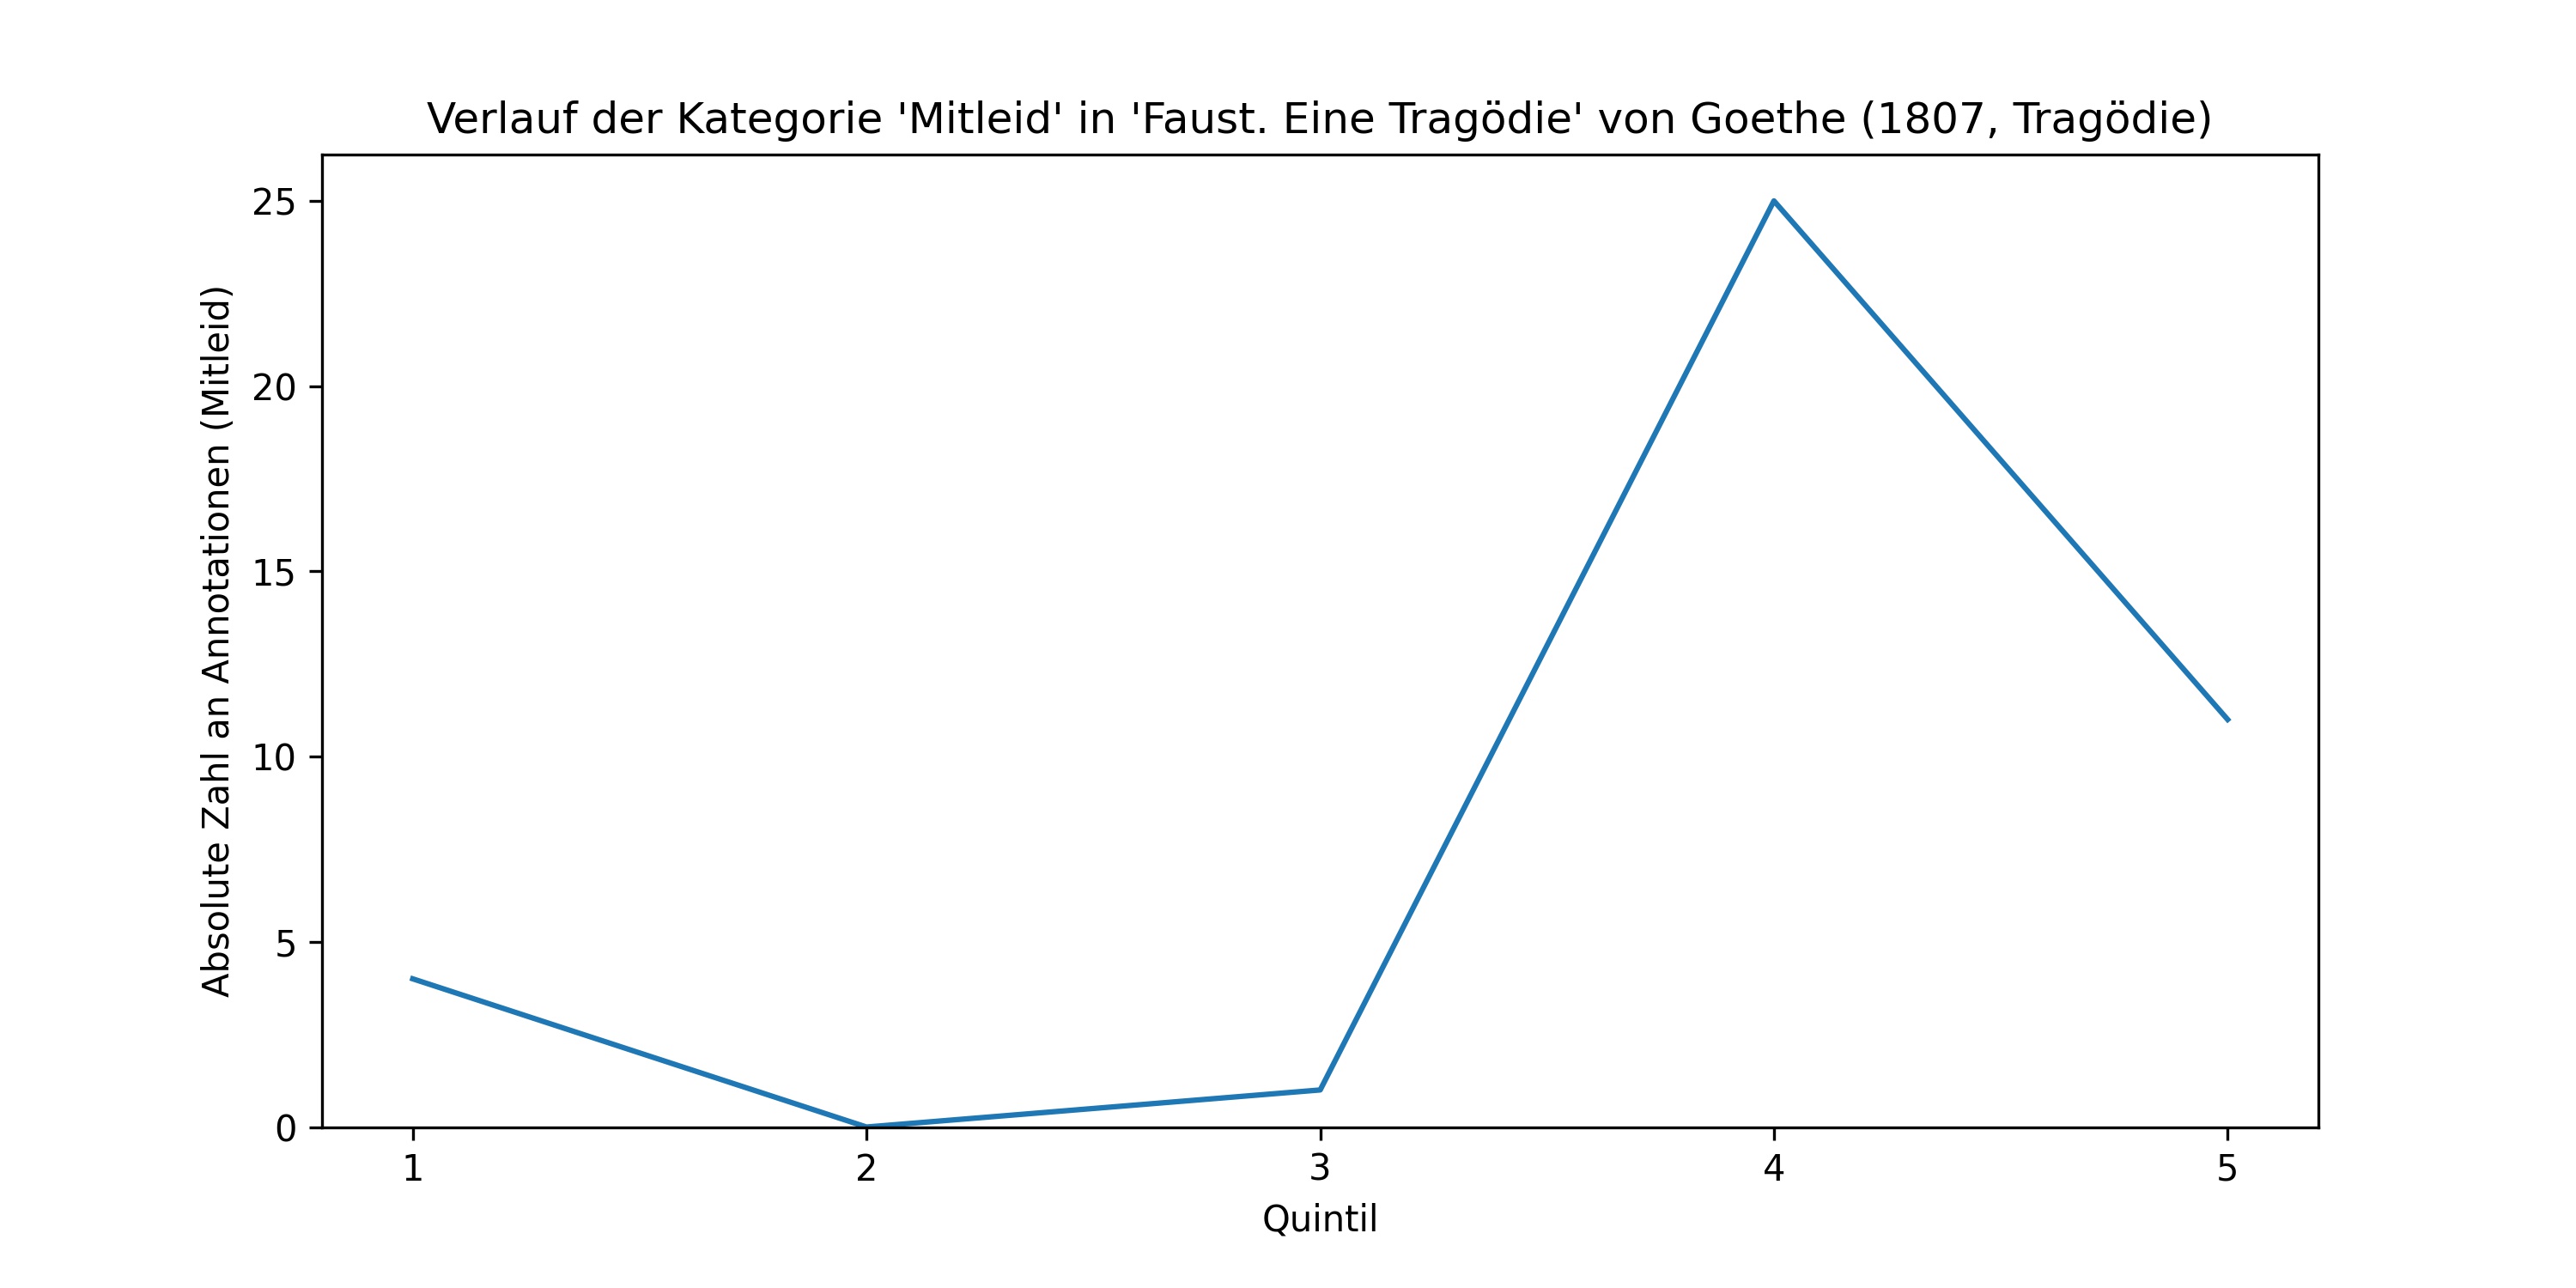 Verlauf der Kategorie 'Mitleid' in 'Faust. Eine Tragödie' von Goethe (1807, Tragödie)
Absolute Zahl an Annotationen (Mitleid)
25
20
15
10
5
0
1 2 3 4 5
Quintil